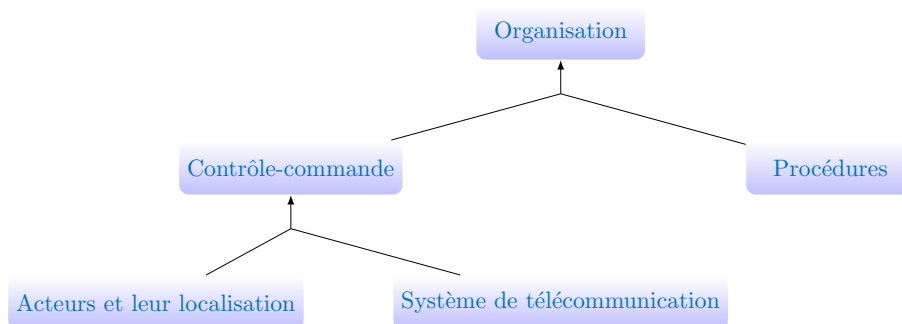 Organisation
Contrôle-commande
Procédures
Acteurs et leur localisation
Système de télécommunication